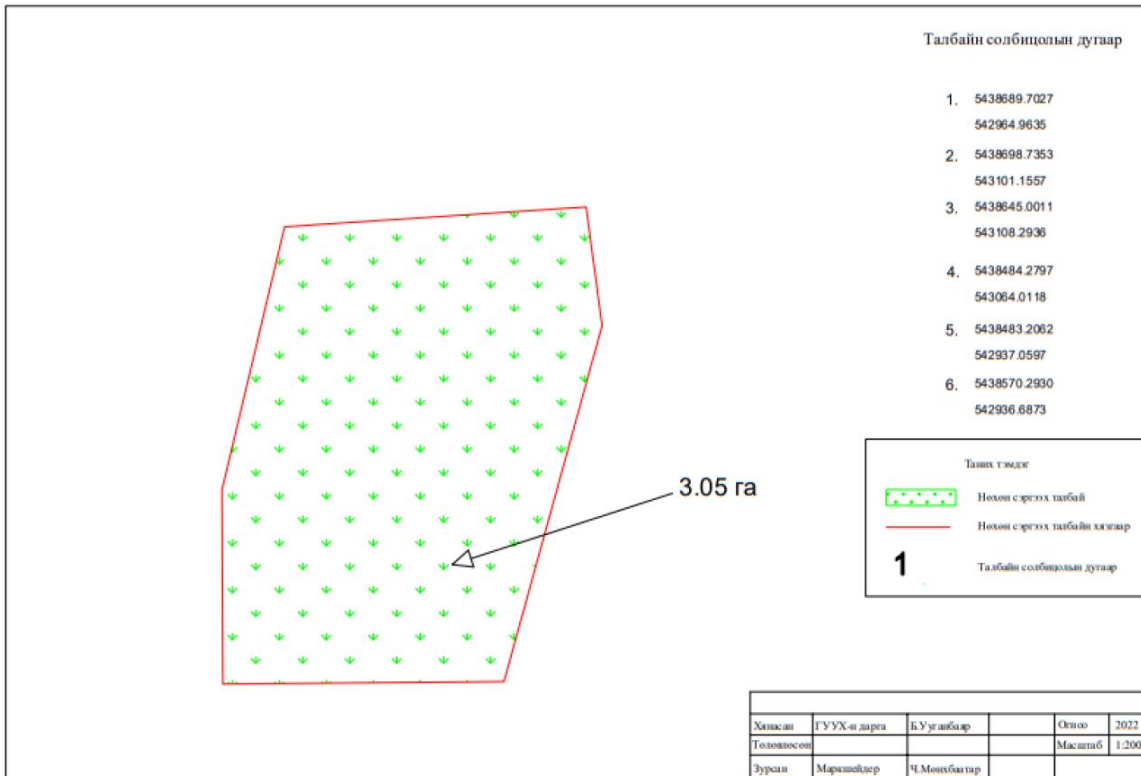 Талбайн солбицолын дугаар
1. 5438689.7027
542964.9635
2. 5438698.7353
543101.1557
3. 5438645.0011
543108.2936
4. 5438484.2797
543064.0118
5. 5438483.2062
542937.0597
6. 5438570.2930
542936.6873
3.05 га
Таних тэмдэг
Нөхөн сэргээх талбай
Нөхөн сэргээх талбайн хязгаар
1 Талбайн солбицолын дугаар
Хянасан ГУУХ-н дарга Б.Ууганбаяр Огноо 2022
Төлөвлөсөн Масштаб 1:200
Зурсан Маркшейдер Ч.Мөнхбаатар